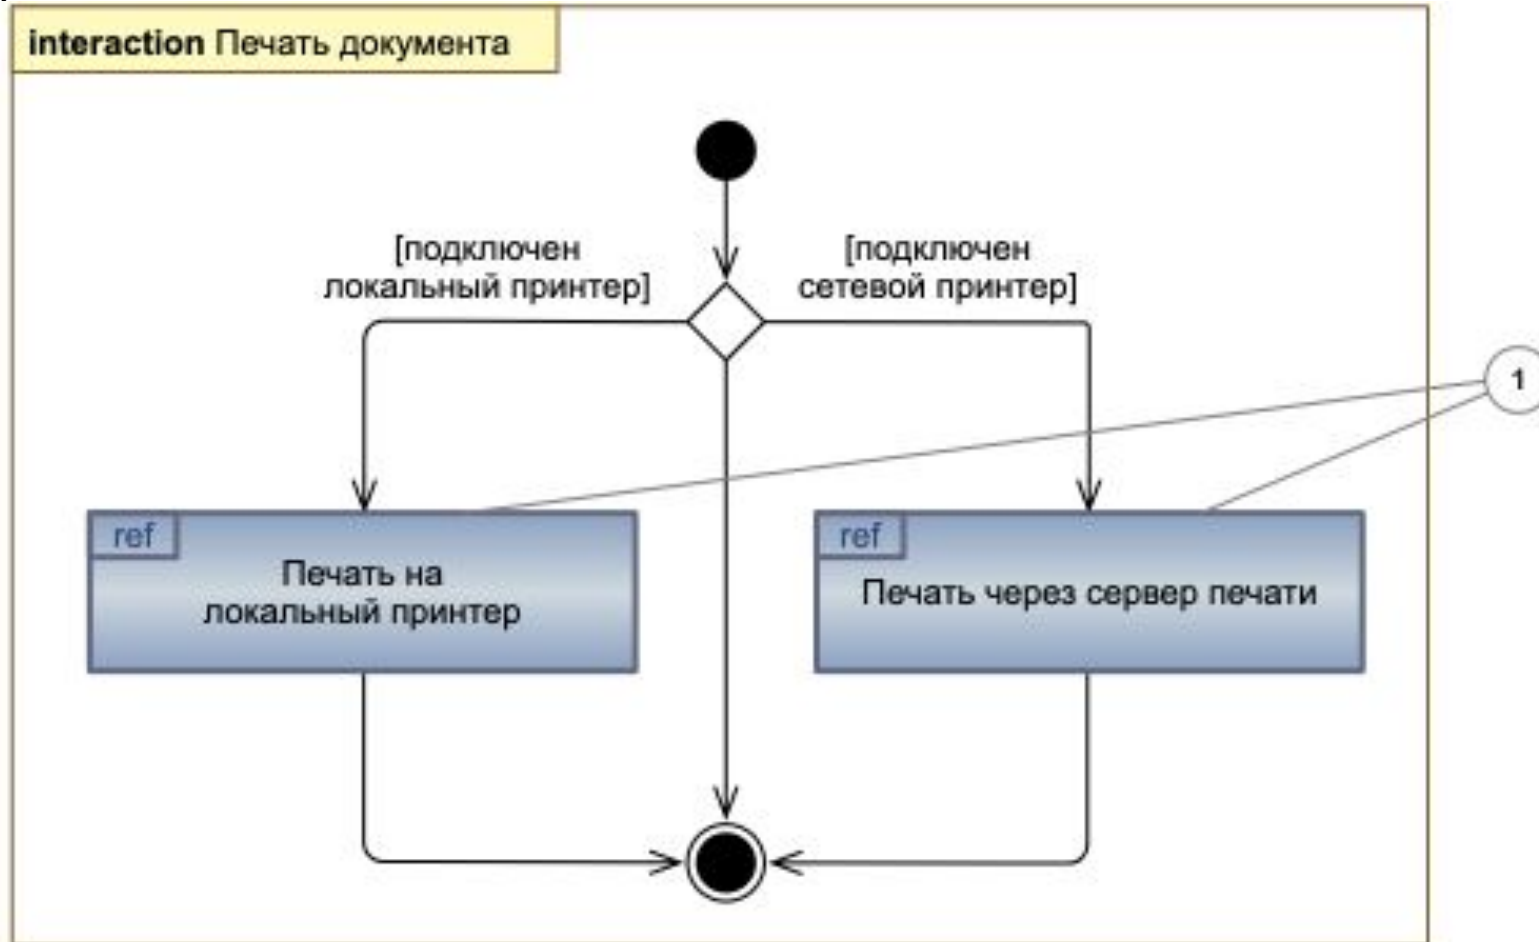 interaction Печать документа
[подключен
локальный принтер]
[подключен
сетевой принтер]
1
ref
Печать на
локальный принтер
ref
Печать через сервер печати